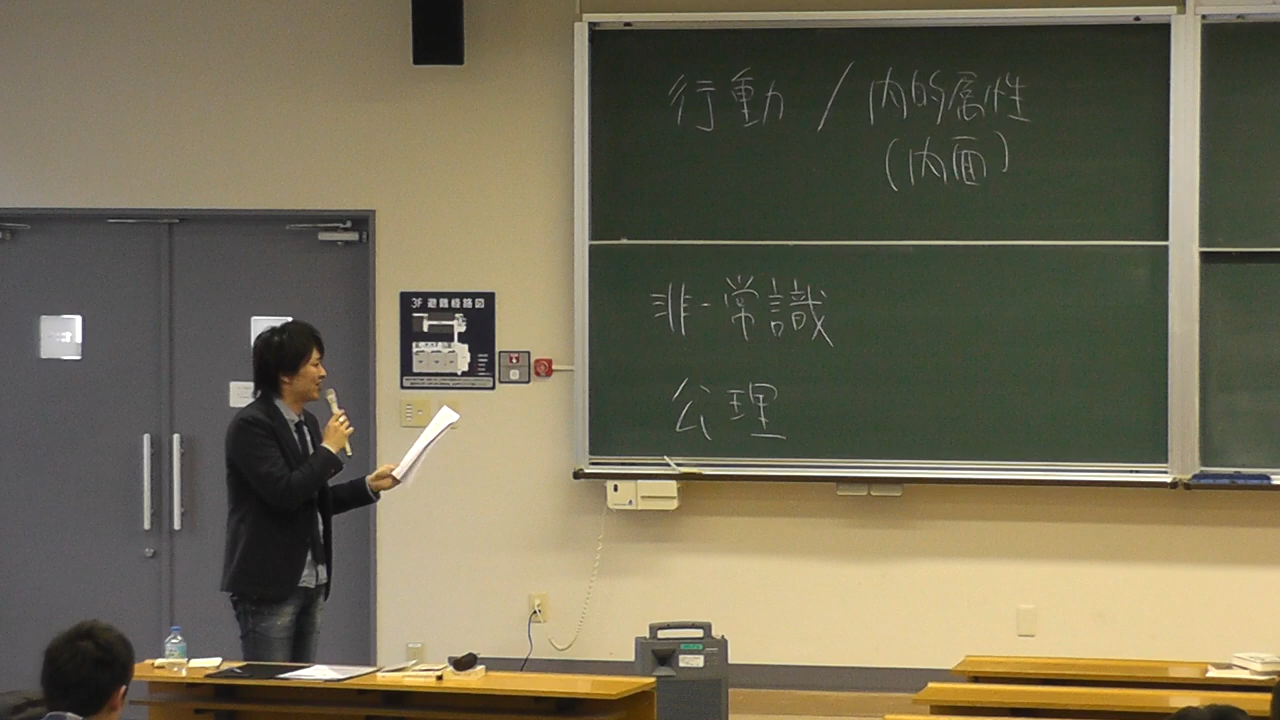 行動 / 内的属性
(内面)
非-常識
公理
3F 避難経路図